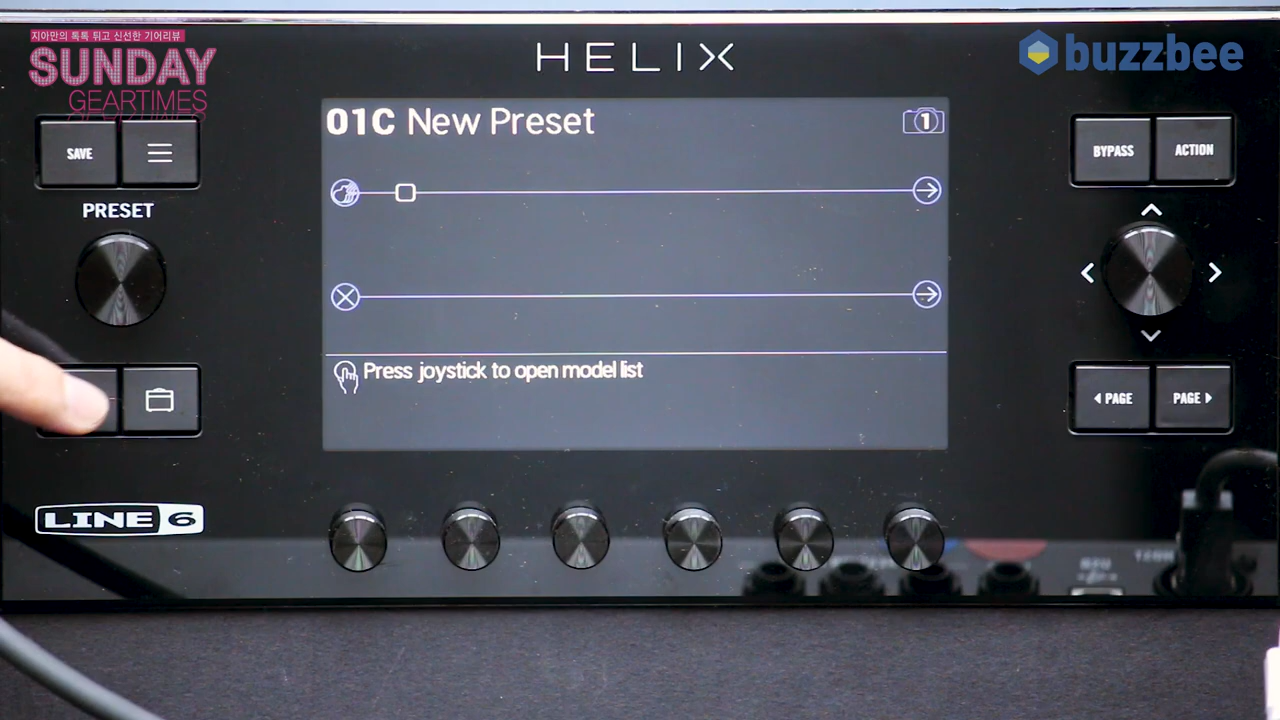 지아만의 톡톡 튀고 신선한 기어리뷰
SUNDAY
GEARTIMES
buzzbee
HELIX
01C New Preset
1
SAVE
BYPASS
ACTION
PRESET
Press joystick to open model list
PAGE
PAGE
LINE 6